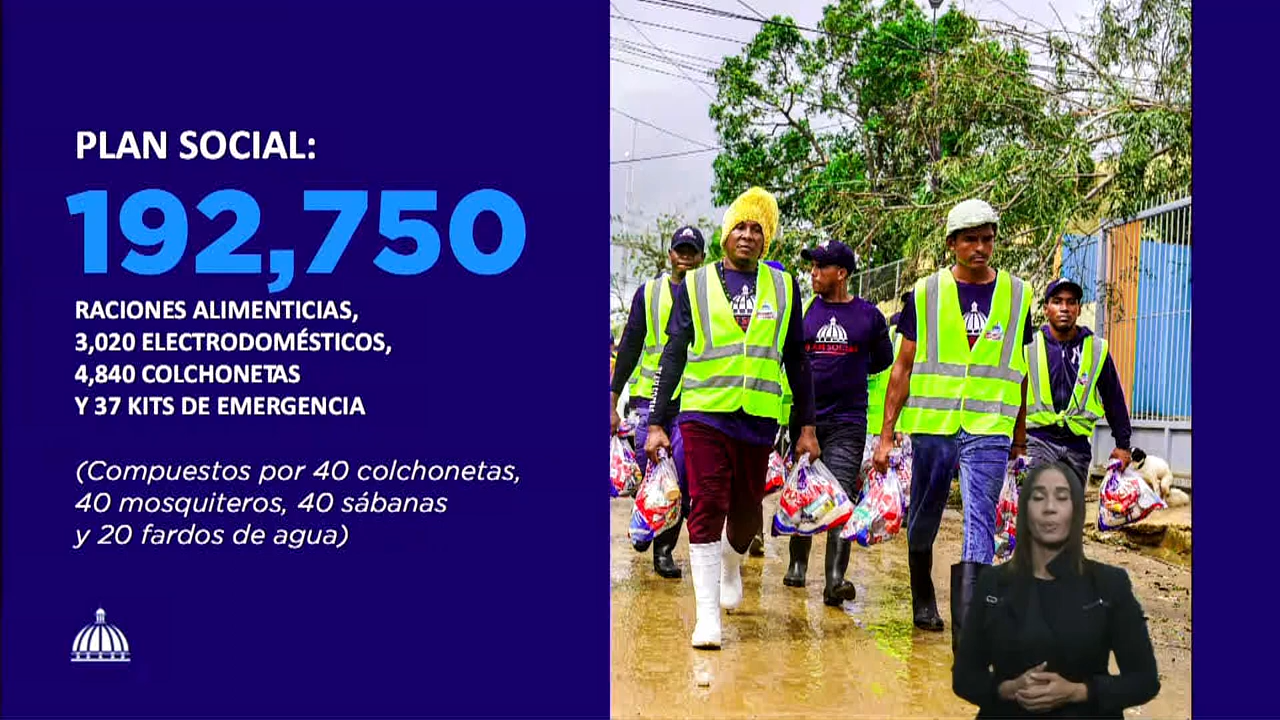 PLAN SOCIAL:
192,750
RACIONES ALIMENTICIAS,
3,020 ELECTRODOMÉSTICOS,
4,840 COLCHONETAS
Y 37 KITS DE EMERGENCIA
(Compuestos por 40 colchonetas,
40 mosquiteros, 40 sábanas
y 20 fardos de agua)